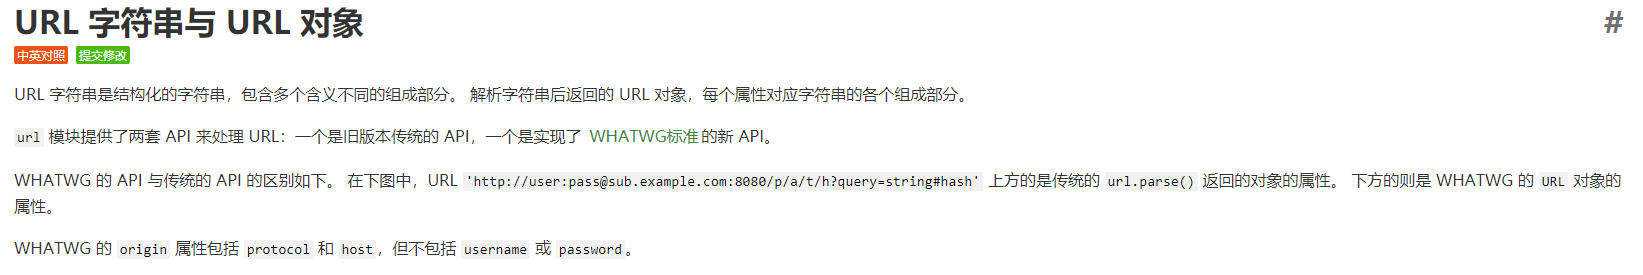 URL 字符串与 URL 对象 #
中英对照 提交修改
URL 字符串是结构化的字符串，包含多个含义不同的组成部分。 解析字符串后返回的 URL 对象，每个属性对应字符串的各个组成部分。
url 模块提供了两套 API 来处理 URL：一个是旧版本传统的 API，一个是实现了 WHATWG标准的新 API。
WHATWG 的 API 与传统的 API 的区别如下。 在下图中，URL 'http://user:pass@sub.example.com:8080/p/a/t/h?query=string#hash' 上方的是传统的 url.parse() 返回的对象的属性。 下方的则是 WHATWG 的 URL 对象的
属性。
WHATWG 的 origin 属性包括 protocol 和 host，但不包括 username 或 password。